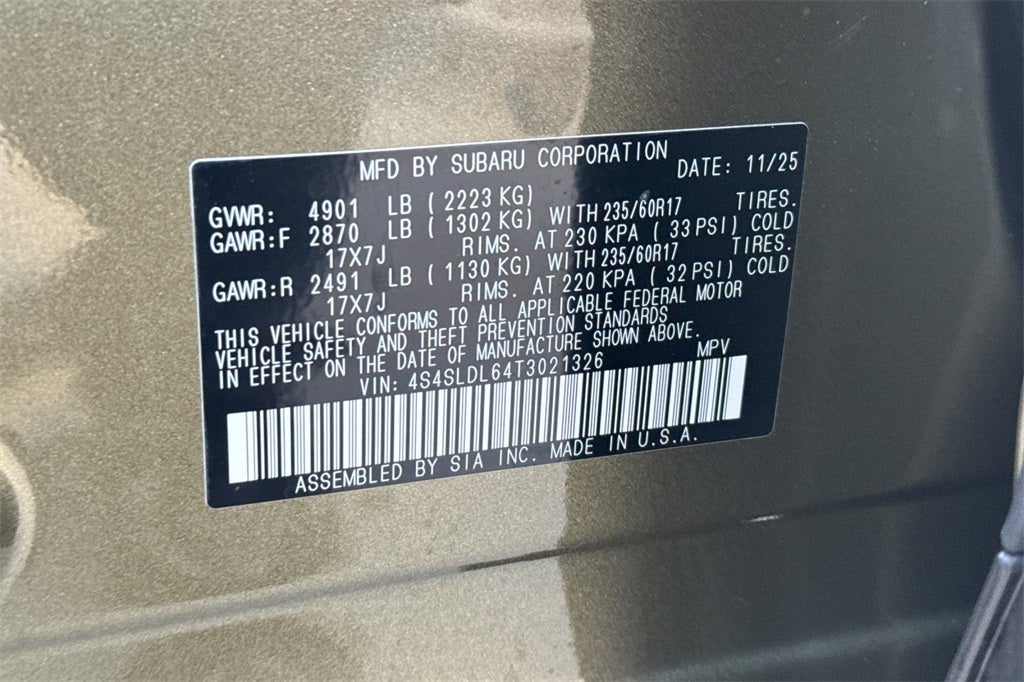 MFD BY SUBARU CORPORATION DATE: 11/25
GVWR: 4901 LB ( 2223 KG)
GAWR:F 2870 LB ( 1302 KG) WITH 235/60R17 TIRES.
17X7J RIMS. AT 230 KPA ( 33 PSI) COLD
GAWR:R 2491 LB ( 1130 KG) WITH 235/60R17 TIRES.
17X7J RIMS. AT 220 KPA ( 32 PSI) COLD
THIS VEHICLE CONFORMS TO ALL APPLICABLE FEDERAL MOTOR
VEHICLE SAFETY AND THEFT PREVENTION STANDARDS
IN EFFECT ON THE DATE OF MANUFACTURE SHOWN ABOVE.
VIN: 4S4SLDL64T3021326 MPV
ASSEMBLED BY SIA INC. MADE IN U.S.A.